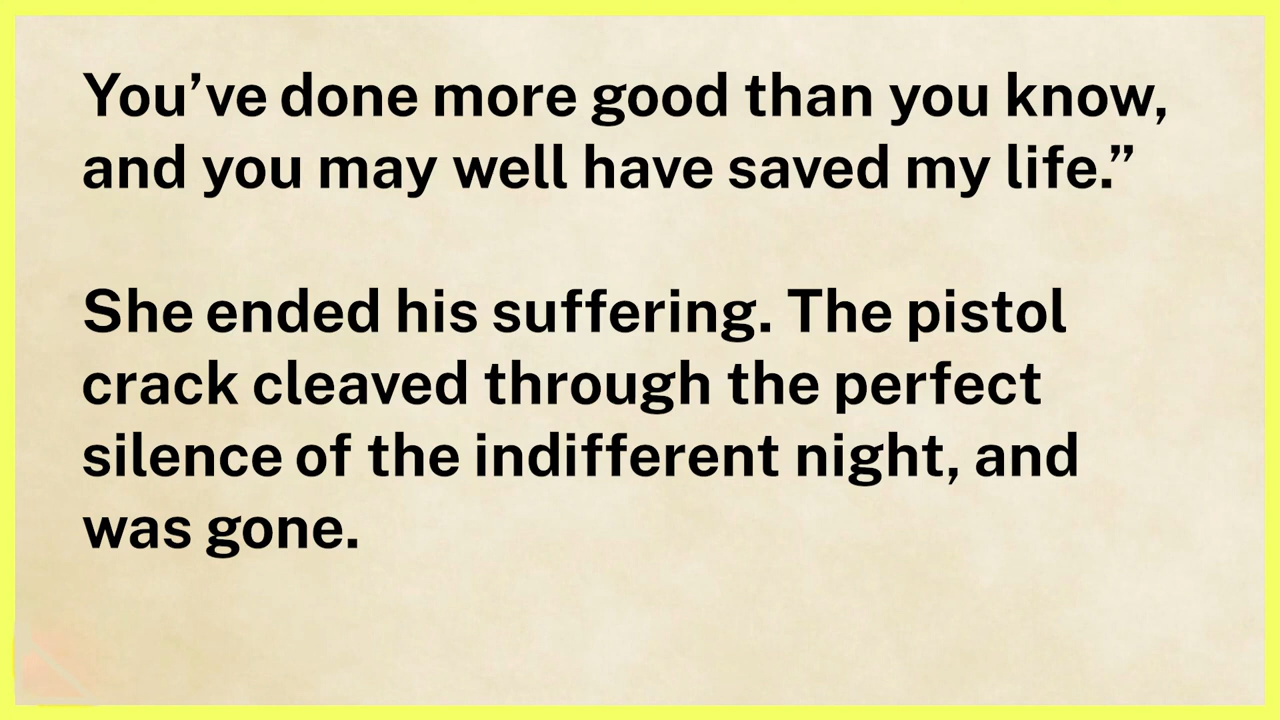 You’ve done more good than you know,
and you may well have saved my life.”
She ended his suffering. The pistol
crack cleaved through the perfect
silence of the indifferent night, and
was gone.